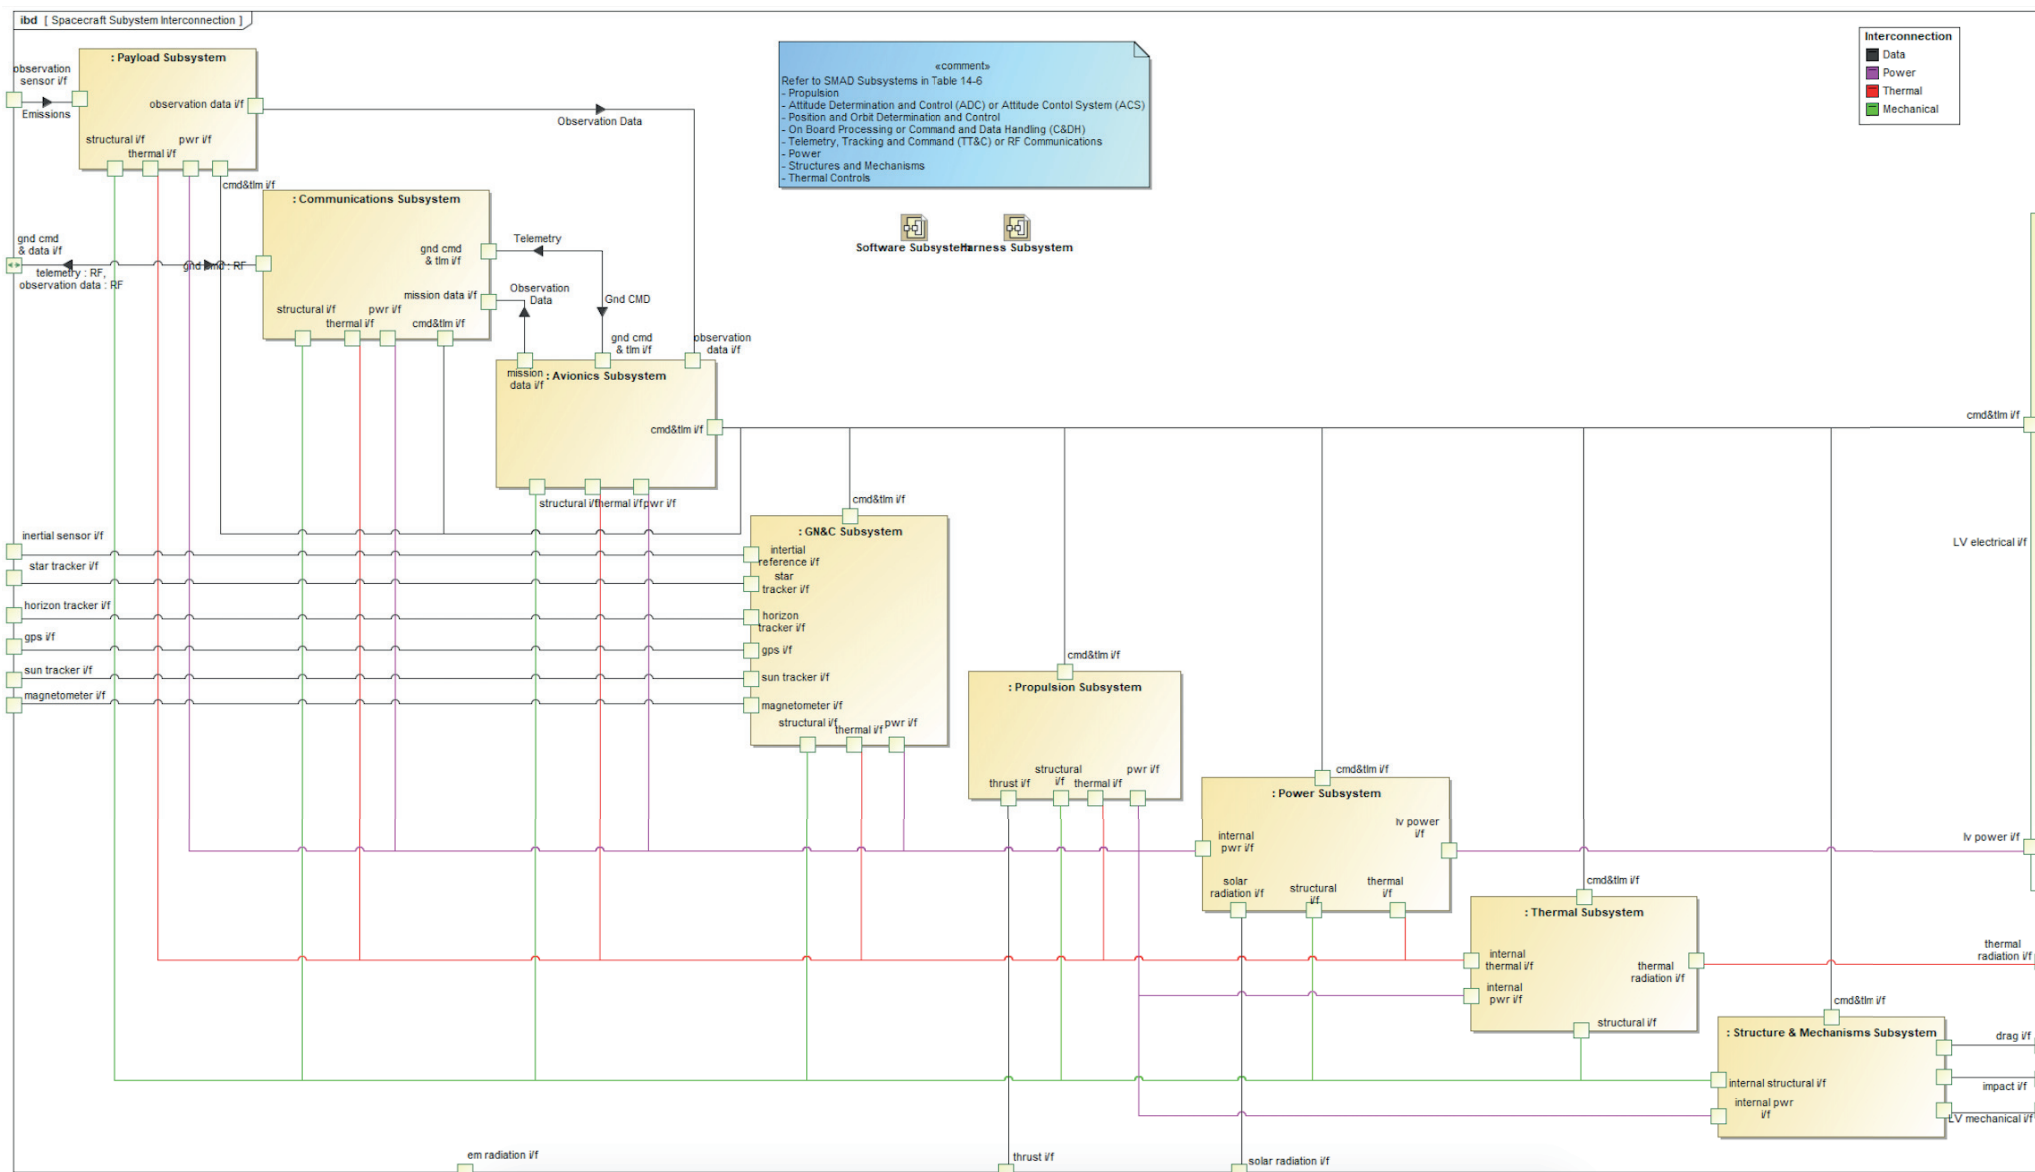 ibd [ Spacecraft Subystem Interconnection ]
observation
sensor i/f
Emissions
: Payload Subsystem
observation data i/f
structural i/f
thermal i/f
pwr i/f
cmd&tlm i/f
Observation Data
«comment»
Refer to SMAD Subsystems in Table 14-6
- Propulsion
- Attitude Determination and Control (ADC) or Attitude Contol System (ACS)
- Position and Orbit Determination and Control
- On Board Processing or Command and Data Handling (C&DH)
- Telemetry, Tracking and Command (TT&C) or RF Communications
- Power
- Structures and Mechanisms
- Thermal Controls
Software Subsystem
Harness Subsystem
Interconnection
Data
Power
Thermal
Mechanical
gnd cmd
& data i/f
telemetry : RF,
observation data : RF
gnd cmd : RF
: Communications Subsystem
gnd cmd
& tlm i/f
mission data i/f
structural i/f
thermal i/f
pwr i/f
cmd&tlm i/f
Telemetry
Observation
Data
Gnd CMD
gnd cmd
& tlm i/f
observation
data i/f
mission
data i/f
: Avionics Subsystem
cmd&tlm i/f
structural i/f
thermal i/f
pwr i/f
cmd&tlm i/f
LV electrical i/f
inertial sensor i/f
star tracker i/f
horizon tracker i/f
gps i/f
sun tracker i/f
magnetometer i/f
cmd&tlm i/f
: GN&C Subsystem
intertial
reference i/f
star
tracker i/f
horizon
tracker i/f
gps i/f
sun tracker i/f
magnetometer i/f
structural i/f
thermal i/f
pwr i/f
cmd&tlm i/f
: Propulsion Subsystem
thrust i/f
structural
i/f
thermal i/f
pwr i/f
cmd&tlm i/f
: Power Subsystem
internal
pwr i/f
lv power
i/f
solar
radiation i/f
structural
i/f
thermal
i/f
lv power i/f
cmd&tlm i/f
: Thermal Subsystem
internal
thermal i/f
internal
pwr i/f
thermal
radiation i/f
structural i/f
thermal
radiation i/f
cmd&tlm i/f
: Structure & Mechanisms Subsystem
internal structural i/f
internal pwr
i/f
drag i/f
impact i/f
LV mechanical i/f
em radiation i/f
thrust i/f
solar radiation i/f